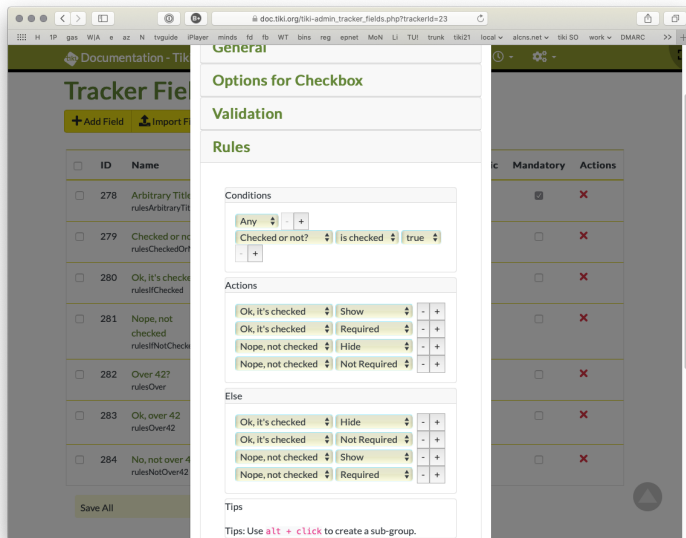 doc.tiki.org/tiki-admin_tracker_fields.php?trackerId=23
H 1P gas W|A e az N tvguide iPlayer minds fd fb WT bins reg epnet MoN Li TU! trunk tiki21 local alcns.net tiki SO work DMARC >> +
Documentation - Tik
General
Tracker Fiel
Options for Checkbox
+ Add Field Import Fi
Validation
Rules
ID Name ic Mandatory Actions
278 Arbitrary Title
rulesArbitraryTit
279 Checked or no
rulesCheckedOrN
280 Ok, it's checke
rulesIfChecked
281 Nope, not
checked
rulesIfNotChecke
282 Over 42?
rulesOver
283 Ok, over 42
rulesOver42
284 No, not over 4
rulesNotOver42
Save All
Conditions
Any - +
Checked or not? is checked true
- +
Actions
Ok, it's checked Show - +
Ok, it's checked Required - +
Nope, not checked Hide - +
Nope, not checked Not Required - +
Else
Ok, it's checked Hide - +
Ok, it's checked Not Required - +
Nope, not checked Show - +
Nope, not checked Required - +
Tips
Tips: Use alt + click to create a sub-group.